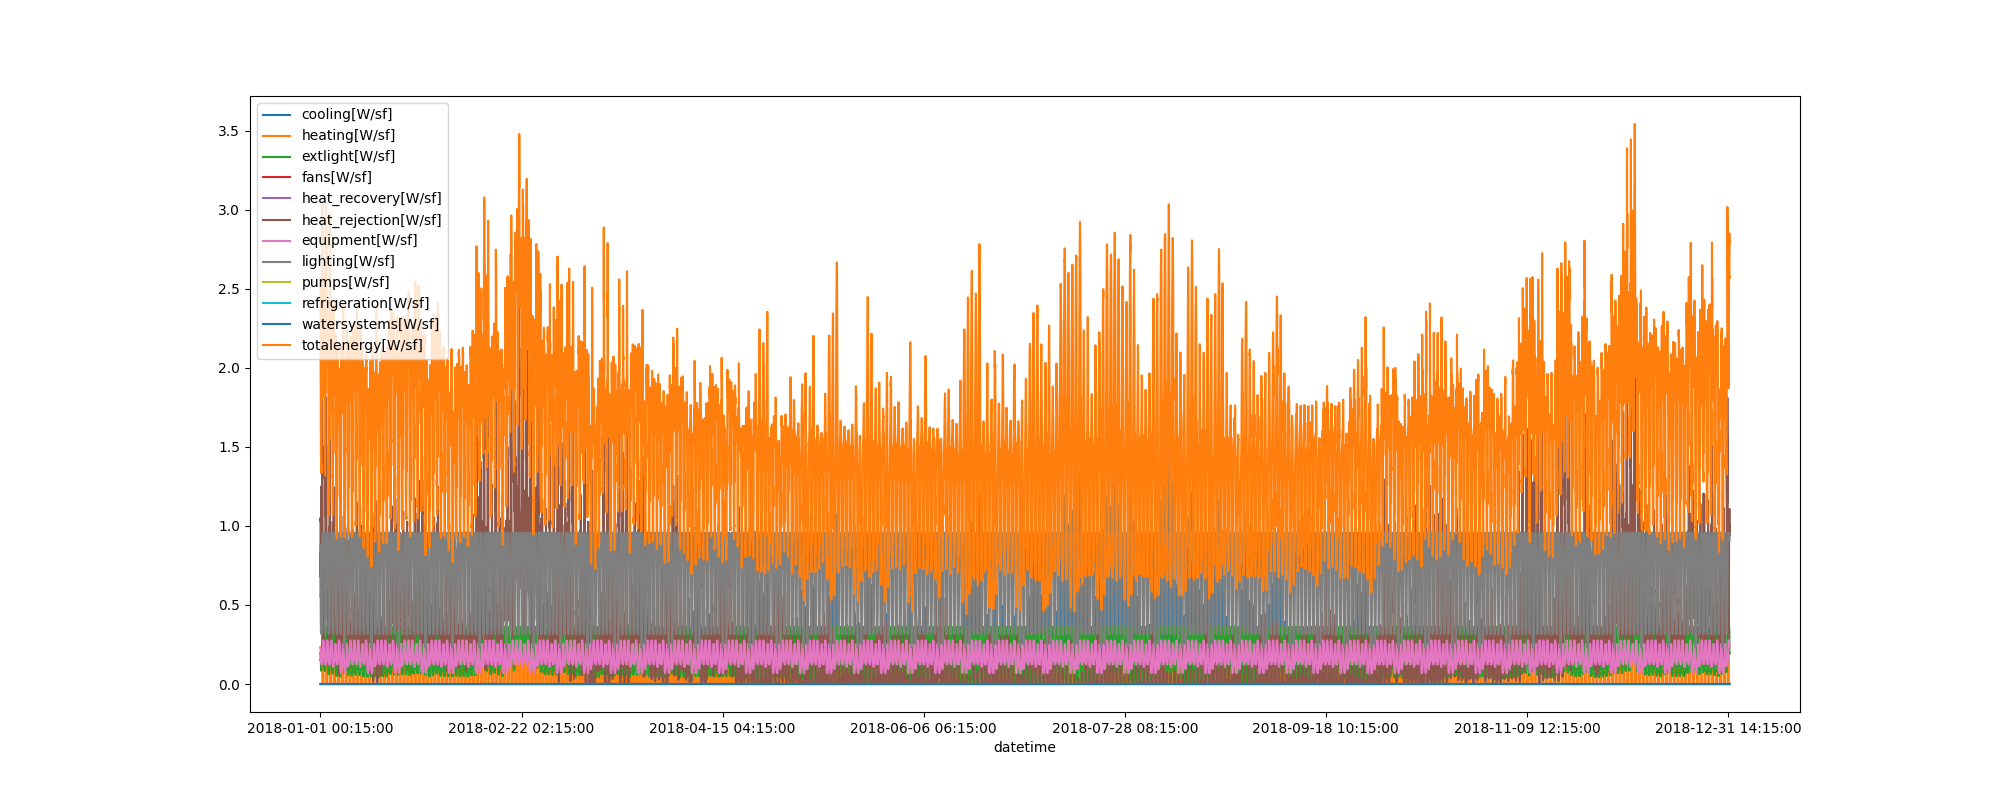 cooling[W/sf]
heating[W/sf]
extlight[W/sf]
fans[W/sf]
heat_recovery[W/sf]
heat_rejection[W/sf]
equipment[W/sf]
lighting[W/sf]
pumps[W/sf]
refrigeration[W/sf]
watersystems[W/sf]
totalenergy[W/sf]
3.5
3.0
2.5
2.0
1.5
1.0
0.5
0.0
2018-01-01 00:15:00 2018-02-22 02:15:00 2018-04-15 04:15:00 2018-06-06 06:15:00 2018-07-28 08:15:00 2018-09-18 10:15:00 2018-11-09 12:15:00 2018-12-31 14:15:00
datetime